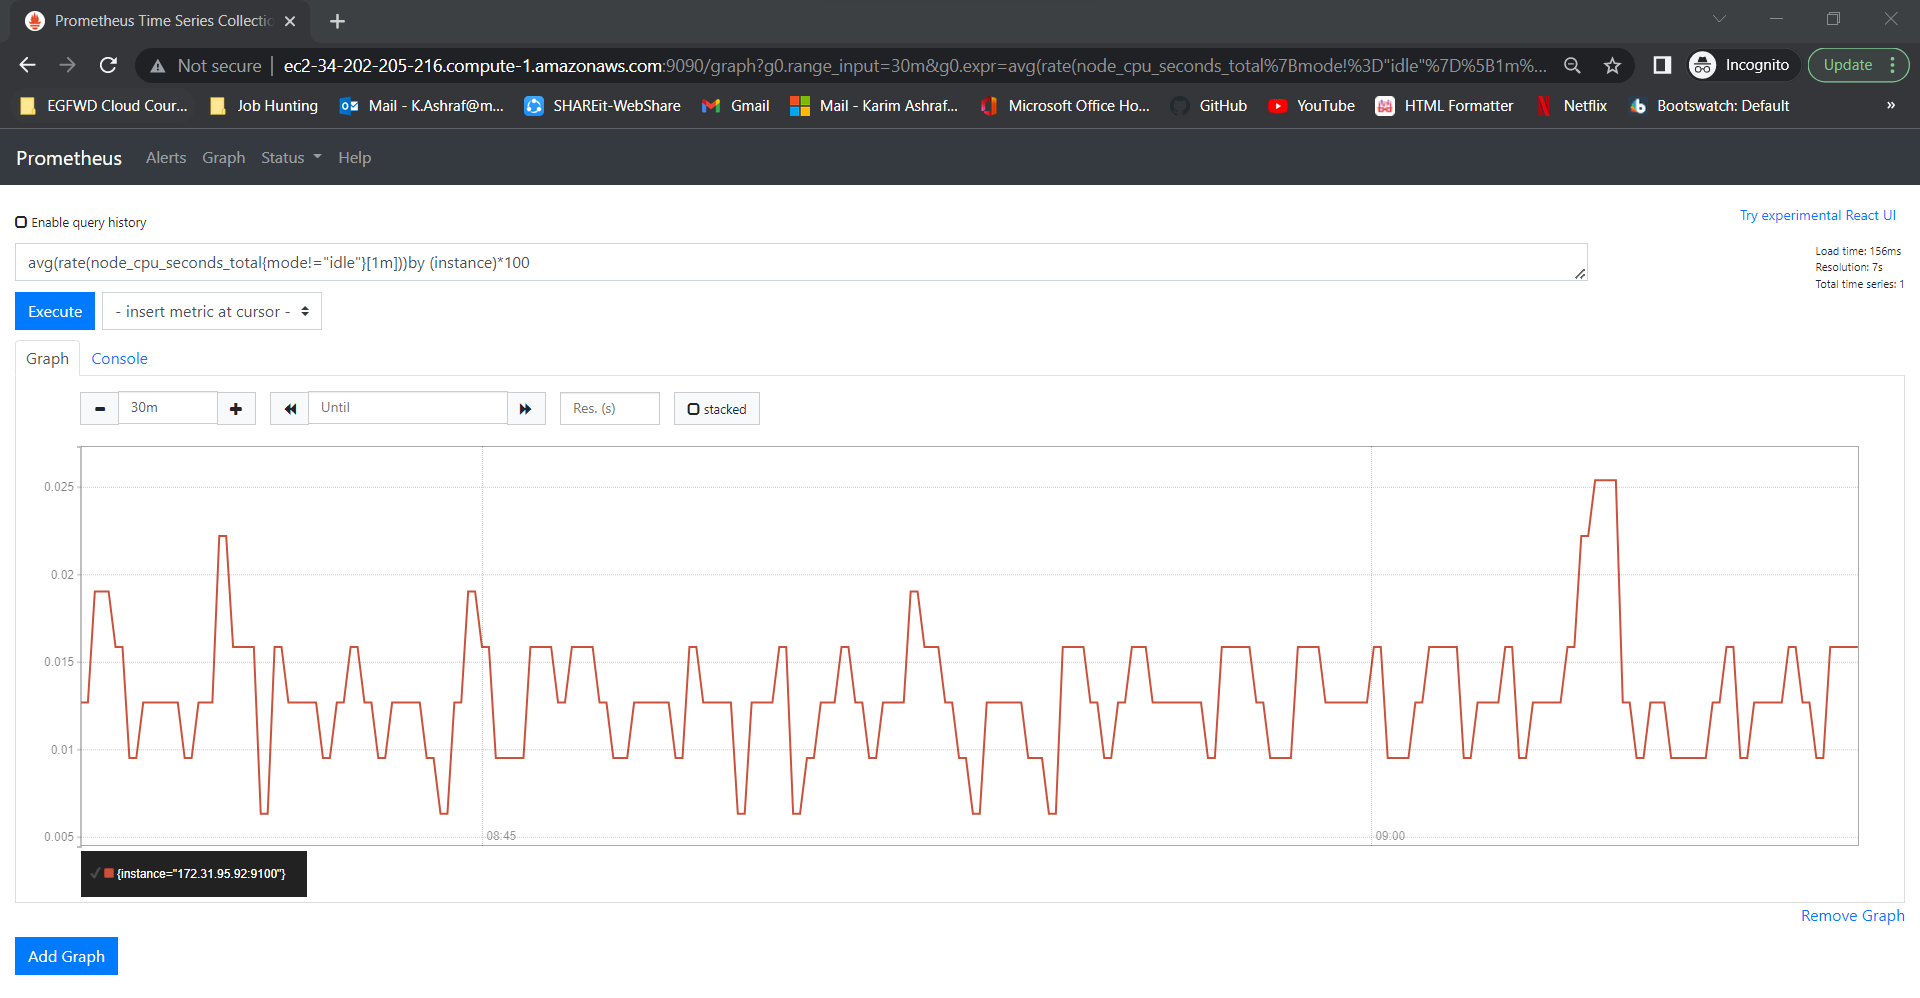 Prometheus Time Series Collectio
Not secure ec2-34-202-205-216.compute-1.amazonaws.com:9090/graph?g0.range_input=30m&g0.expr=avg(rate(node_cpu_seconds_total%7Bmode!%3D"idle"%7D%5B1m%... Incognito Update
EGFWD Cloud Cour... Job Hunting Mail - K.Ashraf@m... SHAREit-WebShare Gmail Mail - Karim Ashraf... Microsoft Office Ho... GitHub YouTube HTML Formatter Netflix Bootswatch: Default »
Prometheus Alerts Graph Status Help
Enable query history
Try experimental React UI
avg(rate(node_cpu_seconds_total{mode!="idle"}[1m]))by (instance)*100
Load time: 156ms
Resolution: 7s
Total time series: 1
Execute - insert metric at cursor -
Graph Console
30m Until Res. (s) stacked
0.025
0.02
0.015
0.01
0.005
08:45 09:00
{instance="172.31.95.92:9100"}
Remove Graph
Add Graph